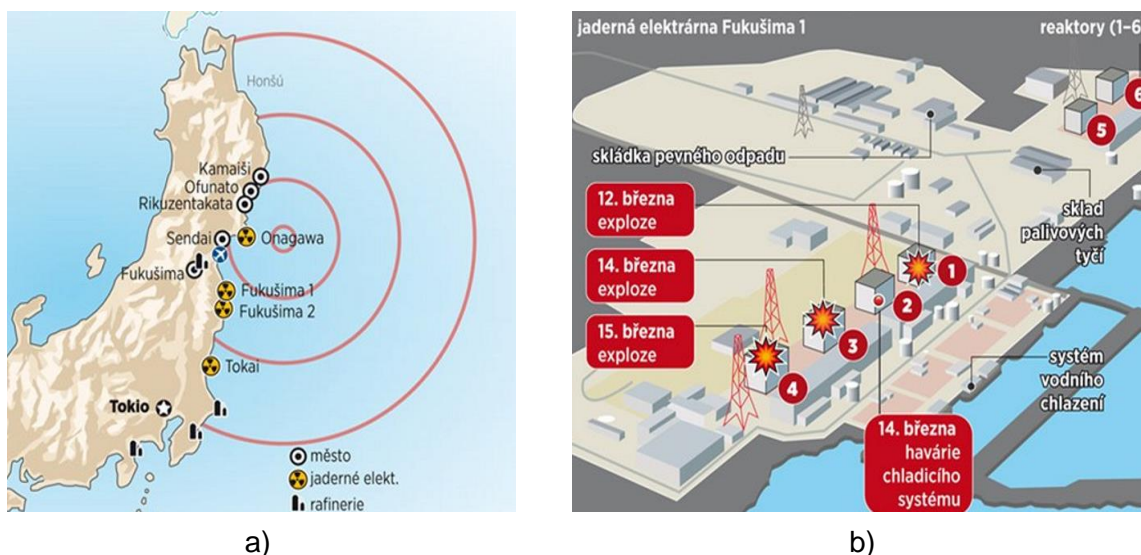 Honšú
Kamaiši
Ofunato
Rikuzentakata
Sendai
Onagawa
Fukušima
Fukušima 1
Fukušima 2
Tokai
Tokio
město
jaderné elekt.
rafinerie
a)
jaderná elektrárna Fukušima 1
reaktory (1–6
6
5
skládka pevného odpadu
sklad
palivových
tyčí
12. března
exploze
14. března
exploze
15. března
exploze
1
2
3
4
systém
vodního
chlazení
14. března
havárie
chladicího
systému
b)